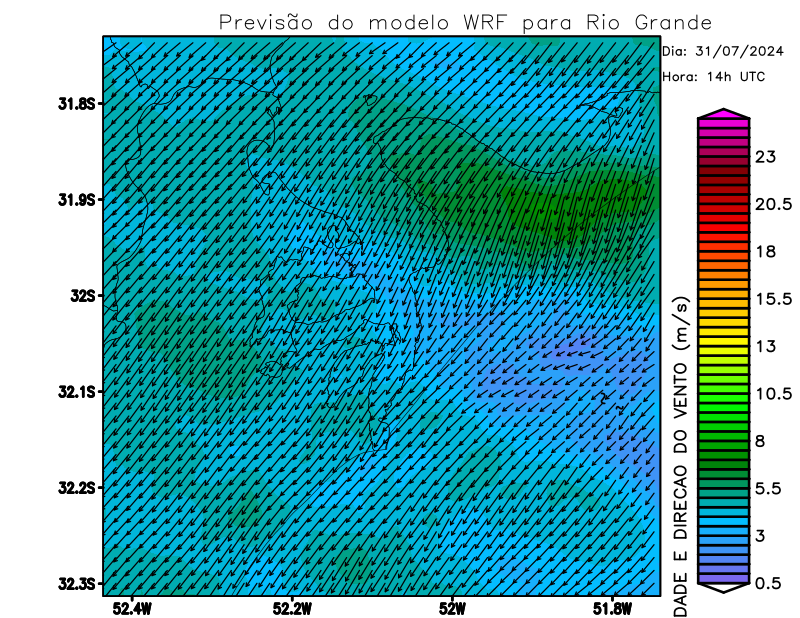 Previsão do modelo WRF para Rio Grande
Dia: 31/07/2024
Hora: 14h UTC
31.8S
31.9S
32S
32.1S
32.2S
32.3S
52.4W
52.2W
52W
51.8W
23
20.5
18
15.5
13
10.5
8
5.5
3
0.5
DADE E DIRECAO DO VENTO (m/s)